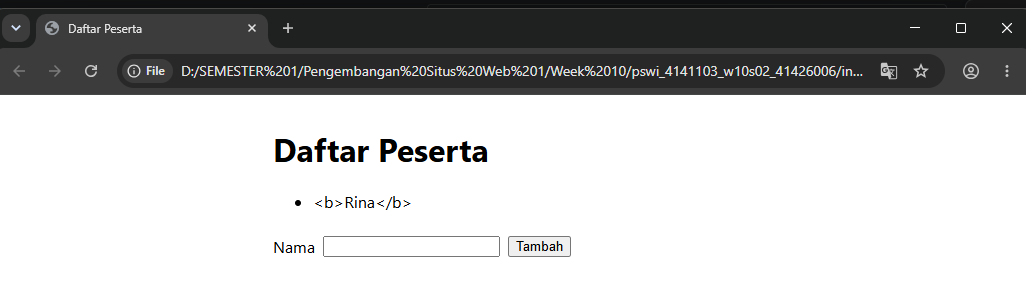 Daftar Peserta
File D:/SEMESTER%201/Pengembangan%20Situs%20Web%201/Week%2010/pswi_4141103_w10s02_41426006/in...
Daftar Peserta
• <b>Rina</b>
Nama Tambah